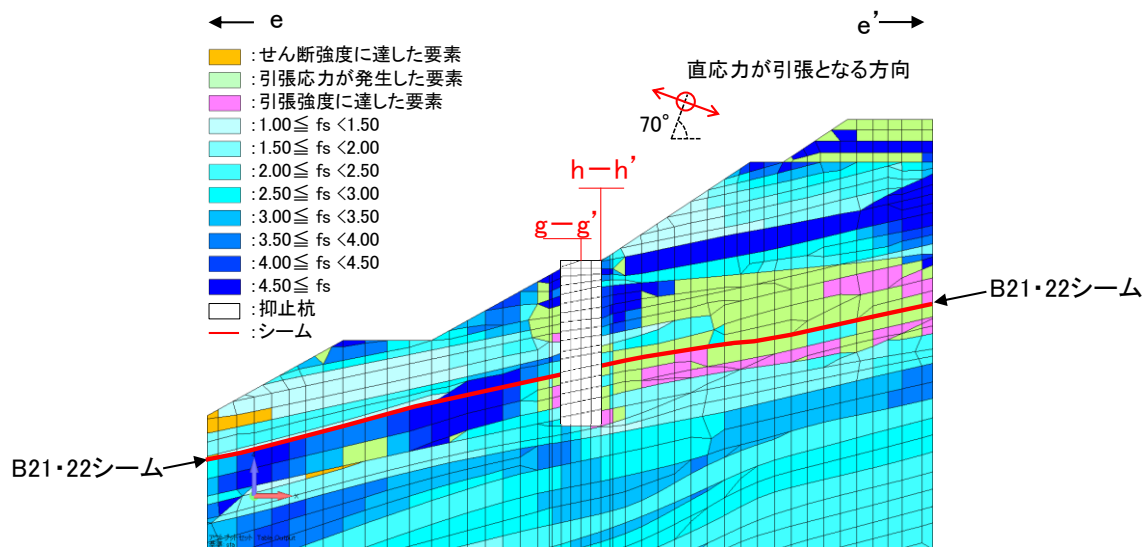 e
e’
:せん断強度に達した要素
:引張応力が発生した要素
:引張強度に達した要素
:1.00≦ fs <1.50
:1.50≦ fs <2.00
:2.00≦ fs <2.50
:2.50≦ fs <3.00
:3.00≦ fs <3.50
:3.50≦ fs <4.00
:4.00≦ fs <4.50
:4.50≦ fs
:抑止杭
:シーム
直応力が引張となる方向
70°
h-h’
g-g’
B21・22シーム
B21・22シーム